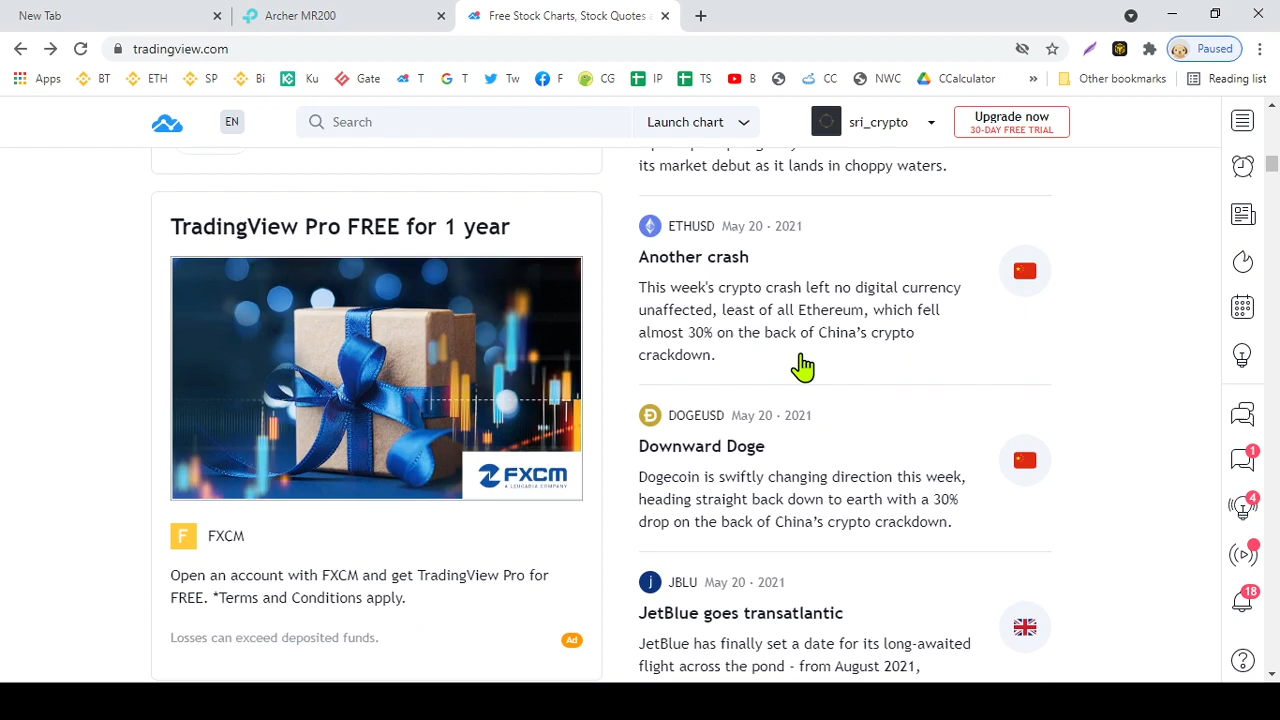 New Tab
Archer MR200
Free Stock Charts, Stock Quotes
tradingview.com
Paused
Apps
BT
ETH
SP
Bi
Ku
Gate
T
T
Tw
F
CG
IP
TS
B
CC
NWC
CCalculator
»
Other bookmarks
Reading list
EN
Search
Launch chart
sri_crypto
Upgrade now
30-DAY FREE TRIAL
its market debut as it lands in choppy waters.
TradingView Pro FREE for 1 year
FXCM
F FXCM
Open an account with FXCM and get TradingView Pro for
FREE. *Terms and Conditions apply.
Losses can exceed deposited funds.
Ad
ETHUSD May 20 · 2021
Another crash
This week's crypto crash left no digital currency
unaffected, least of all Ethereum, which fell
almost 30% on the back of China’s crypto
crackdown.
DOGEUSD May 20 · 2021
Downward Doge
Dogecoin is swiftly changing direction this week,
heading straight back down to earth with a 30%
drop on the back of China’s crypto crackdown.
j JBLU May 20 · 2021
JetBlue goes transatlantic
JetBlue has finally set a date for its long-awaited
flight across the pond - from August 2021,
1
4
18